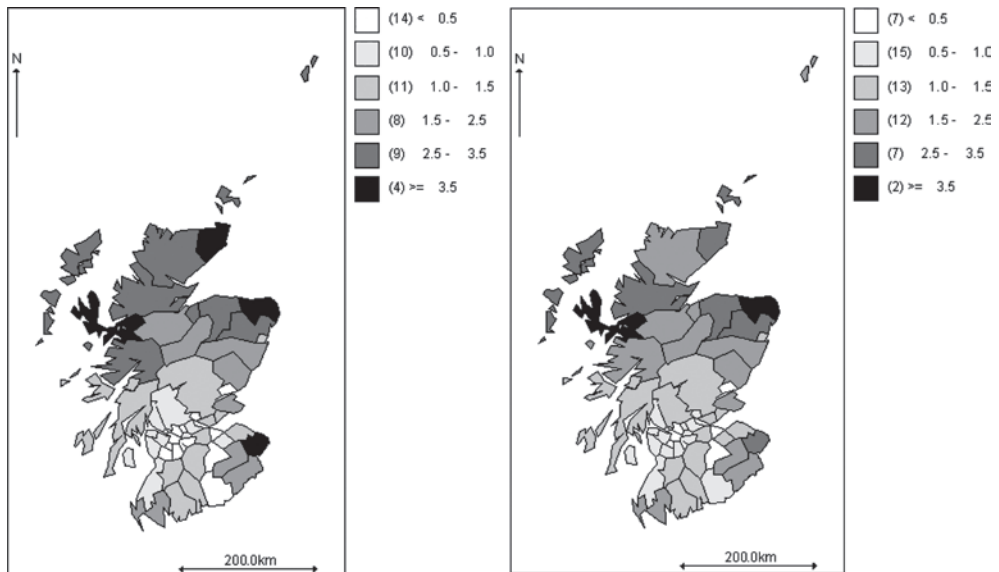 (14) < 0.5
(10) 0.5 - 1.0
(11) 1.0 - 1.5
(8) 1.5 - 2.5
(9) 2.5 - 3.5
(4) >= 3.5
N
200.0km
(7) < 0.5
(15) 0.5 - 1.0
(13) 1.0 - 1.5
(12) 1.5 - 2.5
(7) 2.5 - 3.5
(2) >= 3.5
N
200.0km